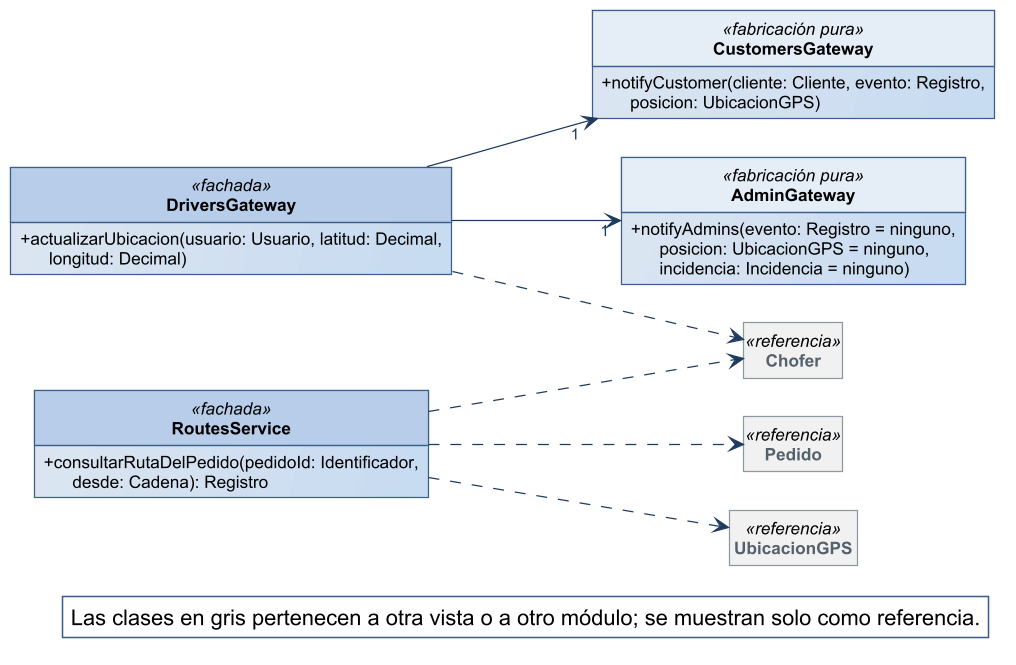 «fabricación pura»
CustomersGateway
+notifyCustomer(cliente: Cliente, evento: Registro,
posicion: UbicacionGPS)
1
«fachada»
DriversGateway
+actualizarUbicacion(usuario: Usuario, latitud: Decimal,
longitud: Decimal)
«fabricación pura»
AdminGateway
+notifyAdmins(evento: Registro = ninguno,
posicion: UbicacionGPS = ninguno,
incidencia: Incidencia = ninguno)
1
«referencia»
Chofer
«fachada»
RoutesService
+consultarRutaDelPedido(pedidoId: Identificador,
desde: Cadena): Registro
«referencia»
Pedido
«referencia»
UbicacionGPS
Las clases en gris pertenecen a otra vista o a otro módulo; se muestran solo como referencia.